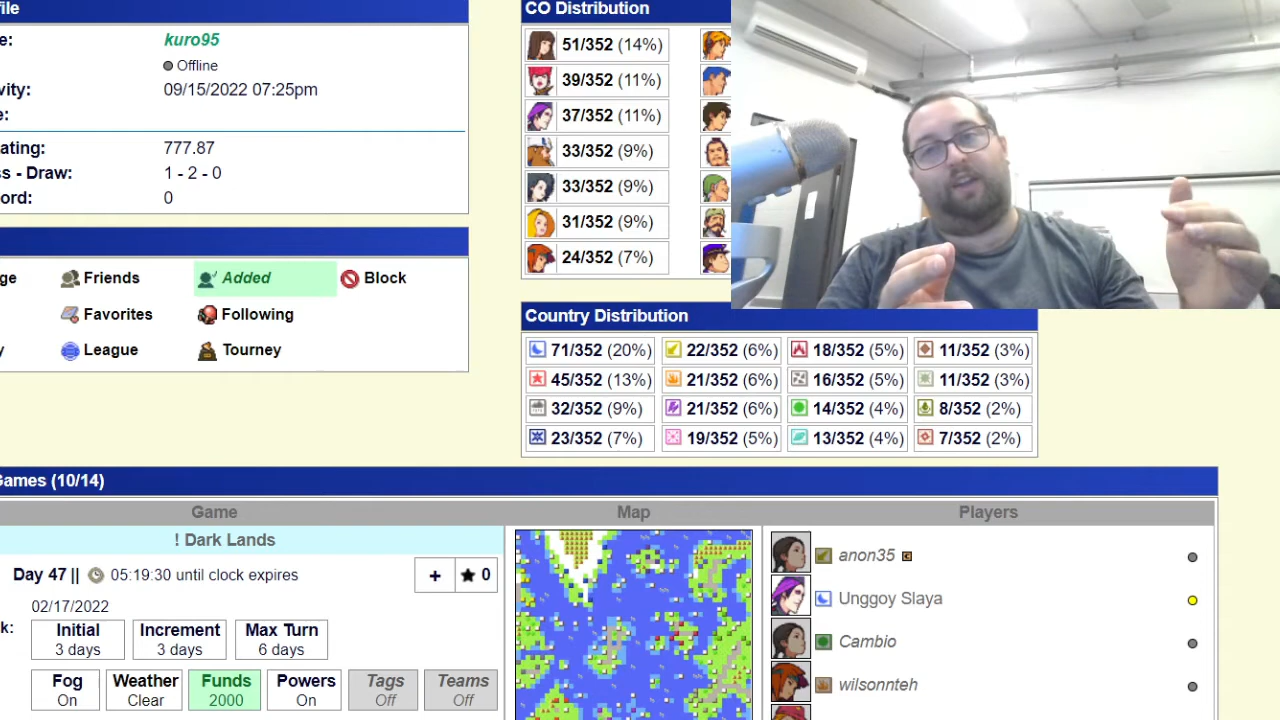 file
CO Distribution
e: kuro95
Offline
vity: 09/15/2022 07:25pm
e:
ating: 777.87
ss - Draw: 1 - 2 - 0
ord: 0
51/352 (14%)
39/352 (11%)
37/352 (11%)
33/352 (9%)
33/352 (9%)
31/352 (9%)
24/352 (7%)
ge Friends Added Block
Favorites Following
y League Tourney
Country Distribution
71/352 (20%) 22/352 (6%) 18/352 (5%) 11/352 (3%)
45/352 (13%) 21/352 (6%) 16/352 (5%) 11/352 (3%)
32/352 (9%) 21/352 (6%) 14/352 (4%) 8/352 (2%)
23/352 (7%) 19/352 (5%) 13/352 (4%) 7/352 (2%)
Games (10/14)
Game Map Players
! Dark Lands
Day 47 || 05:19:30 until clock expires + 0
02/17/2022
k: Initial Increment Max Turn
3 days 3 days 6 days
Fog Weather Funds Powers Tags Teams
On Clear 2000 On Off Off
anon35
Unggoy Slaya
Cambio
wilsonnteh